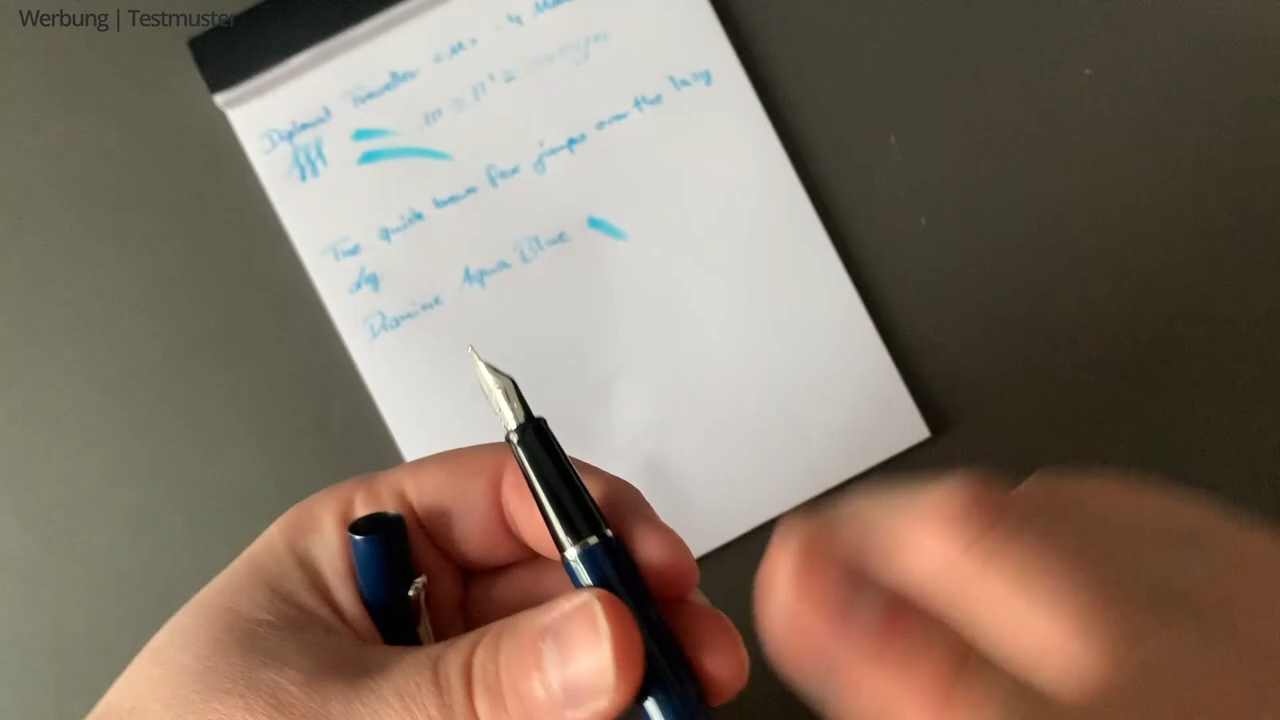 Werbung | Testmuster
Diplomat Traveller <M>
The quick brown fox jumps over the lazy
dog
Diamine Aqua Blue